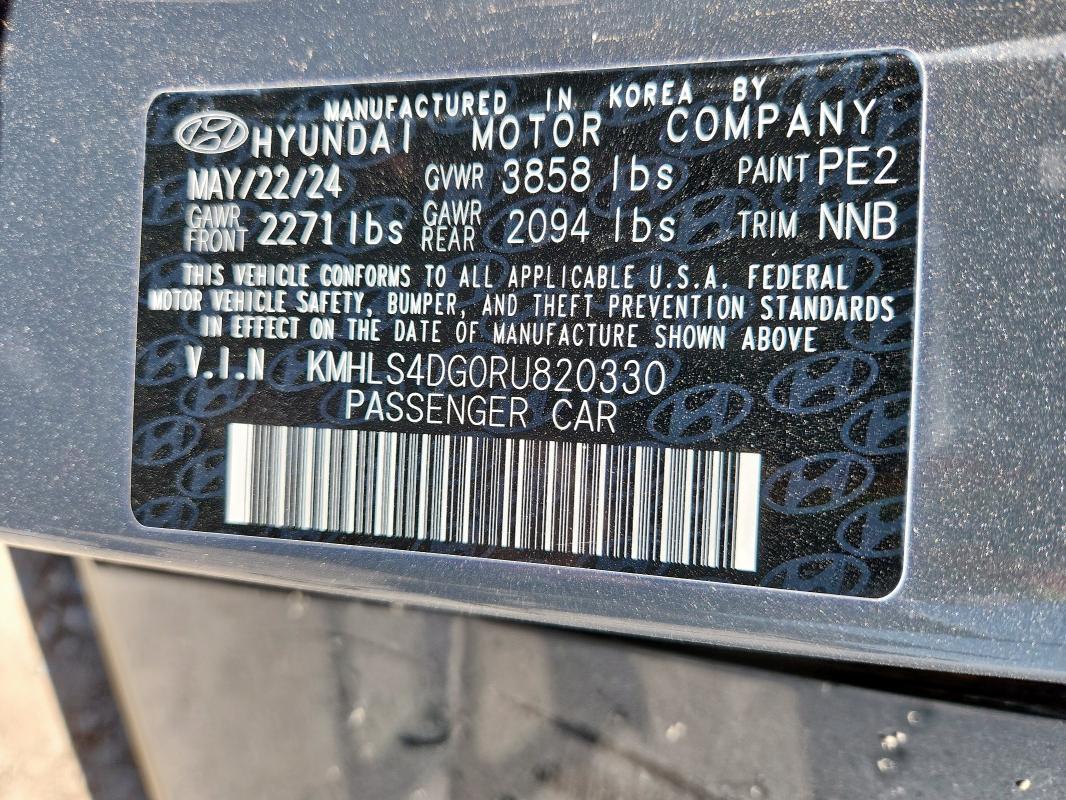 MANUFACTURED IN KOREA BY
HYUNDAI MOTOR COMPANY
MAY/22/24 GVWR 3858 lbs PAINT PE2
GAWR FRONT 2271 lbs GAWR REAR 2094 lbs TRIM NNB
THIS VEHICLE CONFORMS TO ALL APPLICABLE U.S.A. FEDERAL
MOTOR VEHICLE SAFETY, BUMPER, AND THEFT PREVENTION STANDARDS
IN EFFECT ON THE DATE OF MANUFACTURE SHOWN ABOVE
V.I.N KMHLS4DG0RU820330
PASSENGER CAR